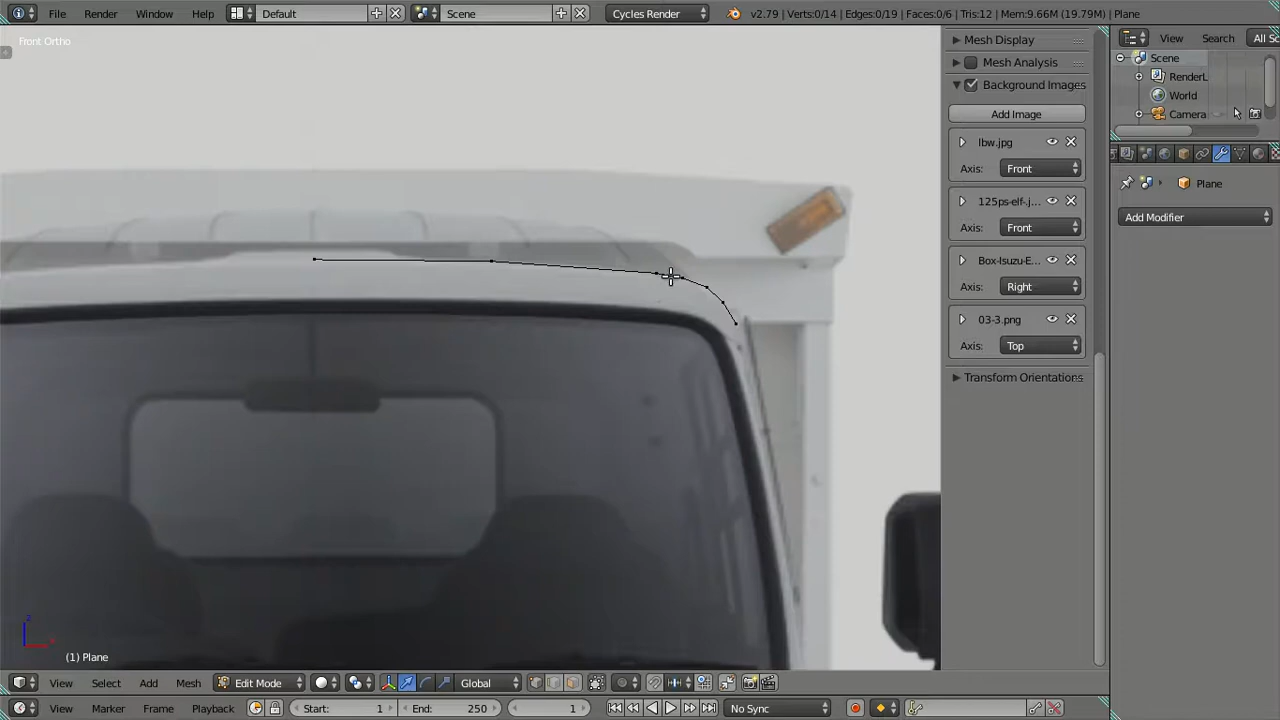 File Render Window Help Default Scene Cycles Render v2.79 | Verts:0/14 | Edges:0/19 | Faces:0/6 | Tris:12 | Mem:9.66M (19.79M) | Plane
Front Ortho
Mesh Display
Mesh Analysis
Background Images
Add Image
lbw.jpg
Axis: Front
125ps-elf-.j...
Axis: Front
Box-Isuzu-E...
Axis: Right
03-3.png
Axis: Top
Transform Orientations
View Search All Sc
Scene
RenderL
World
Camera
Plane
Add Modifier
z
(1) Plane
View Select Add Mesh Edit Mode Global
View Marker Frame Playback Start: 1 End: 250 1 No Sync